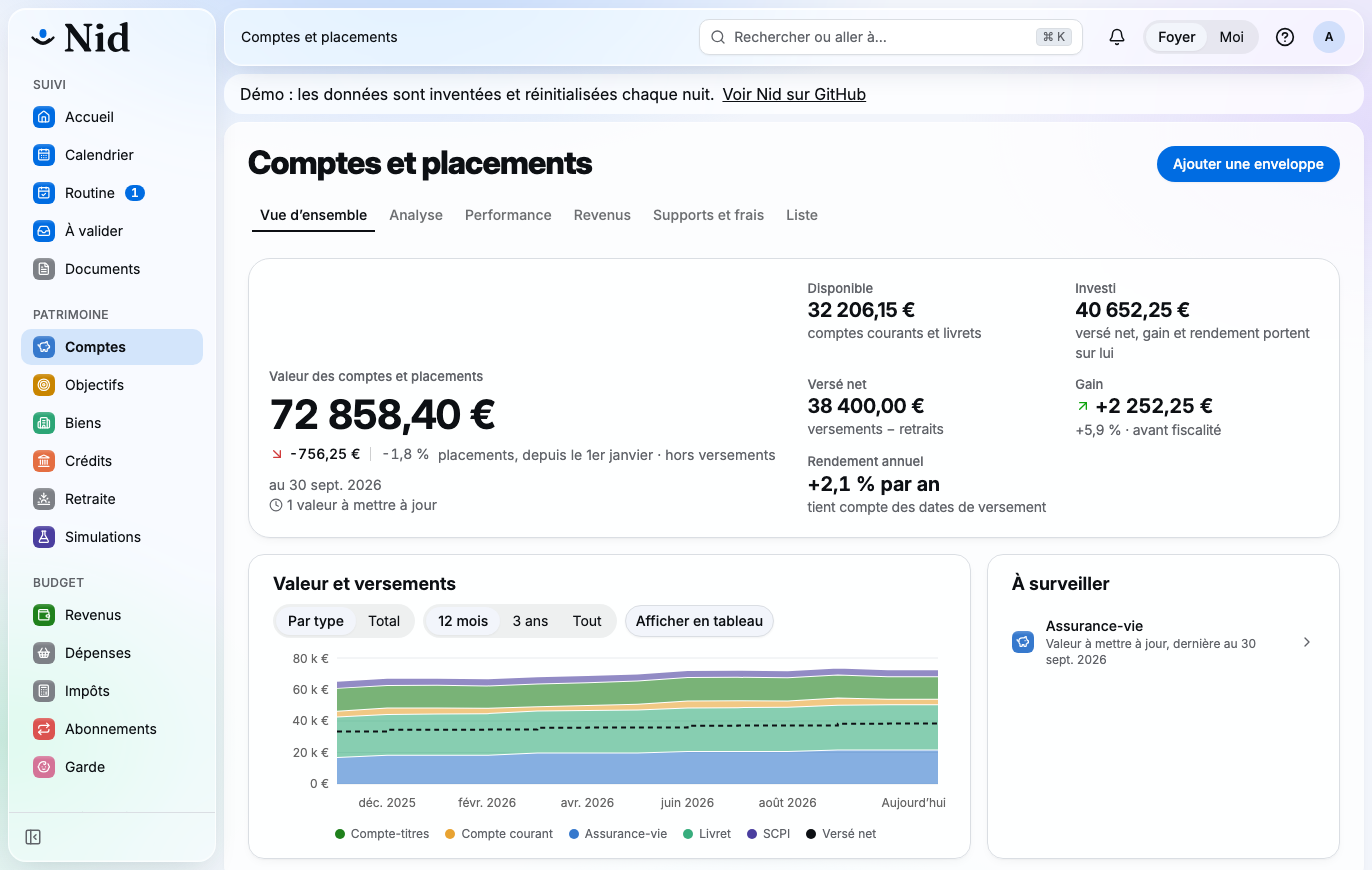 Nid
SUIVI
Accueil
Calendrier
Routine 1
À valider
Documents
PATRIMOINE
Comptes
Objectifs
Biens
Crédits
Retraite
Simulations
BUDGET
Revenus
Dépenses
Impôts
Abonnements
Garde
Comptes et placements
Rechercher ou aller à...
⌘ K
Foyer Moi
A
Démo : les données sont inventées et réinitialisées chaque nuit. Voir Nid sur GitHub
Comptes et placements
Ajouter une enveloppe
Vue d’ensemble Analyse Performance Revenus Supports et frais Liste
Valeur des comptes et placements
72 858,40 €
-756,25 € -1,8 % placements, depuis le 1er janvier · hors versements
au 30 sept. 2026
1 valeur à mettre à jour
Disponible
32 206,15 €
comptes courants et livrets
Investi
40 652,25 €
versé net, gain et rendement portent
sur lui
Versé net
38 400,00 €
versements − retraits
Gain
+2 252,25 €
+5,9 % · avant fiscalité
Rendement annuel
+2,1 % par an
tient compte des dates de versement
Valeur et versements
Par type Total 12 mois 3 ans Tout Afficher en tableau
80 k €
60 k €
40 k €
20 k €
0 €
déc. 2025 févr. 2026 avr. 2026 juin 2026 août 2026 Aujourd’hui
Compte-titres Compte courant Assurance-vie Livret SCPI Versé net
À surveiller
Assurance-vie
Valeur à mettre à jour, dernière au 30
sept. 2026